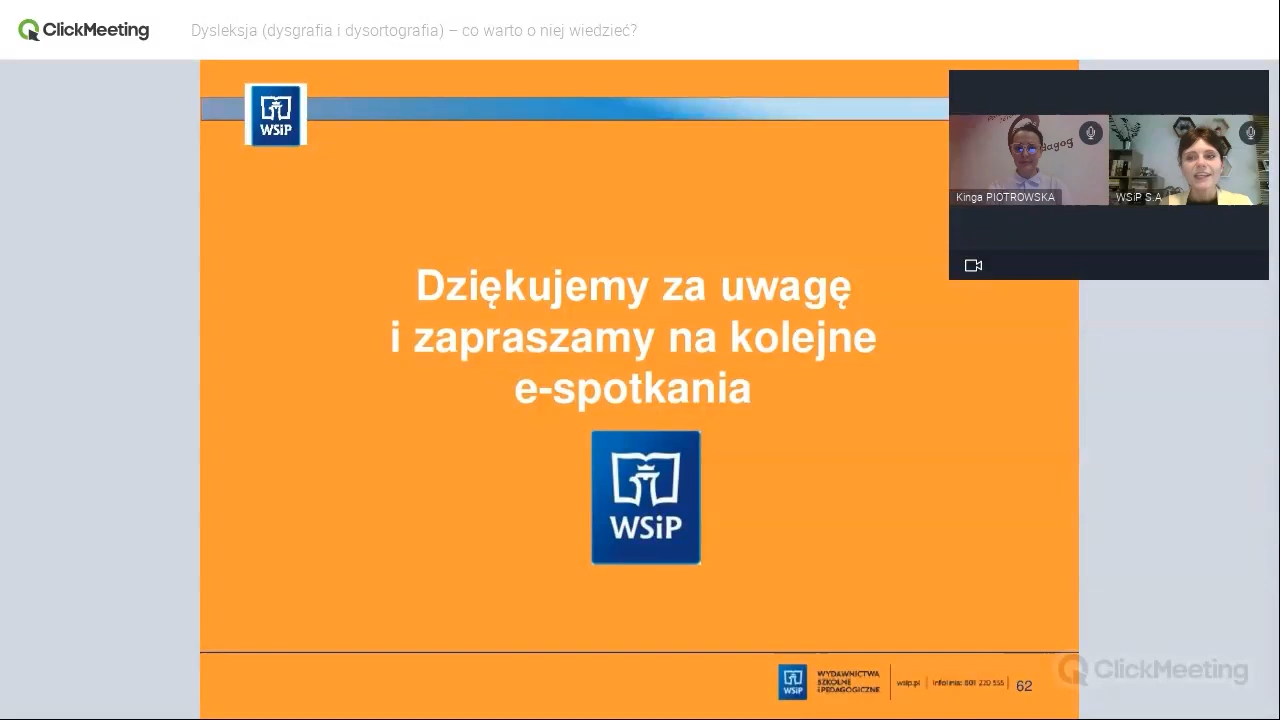 ClickMeeting
Dysleksja (dysgrafia i dysortografia) – co warto o niej wiedzieć?
WSiP
dagog
Kinga PIOTROWSKA
WSiP S.A
Dziękujemy za uwagę
i zapraszamy na kolejne
e-spotkania
WSiP
WSiP
WYDAWNICTWA
SZKOLNE
I PEDAGOGICZNE
wsip.pl
infolinia: 801 220 555
62
ClickMeeting